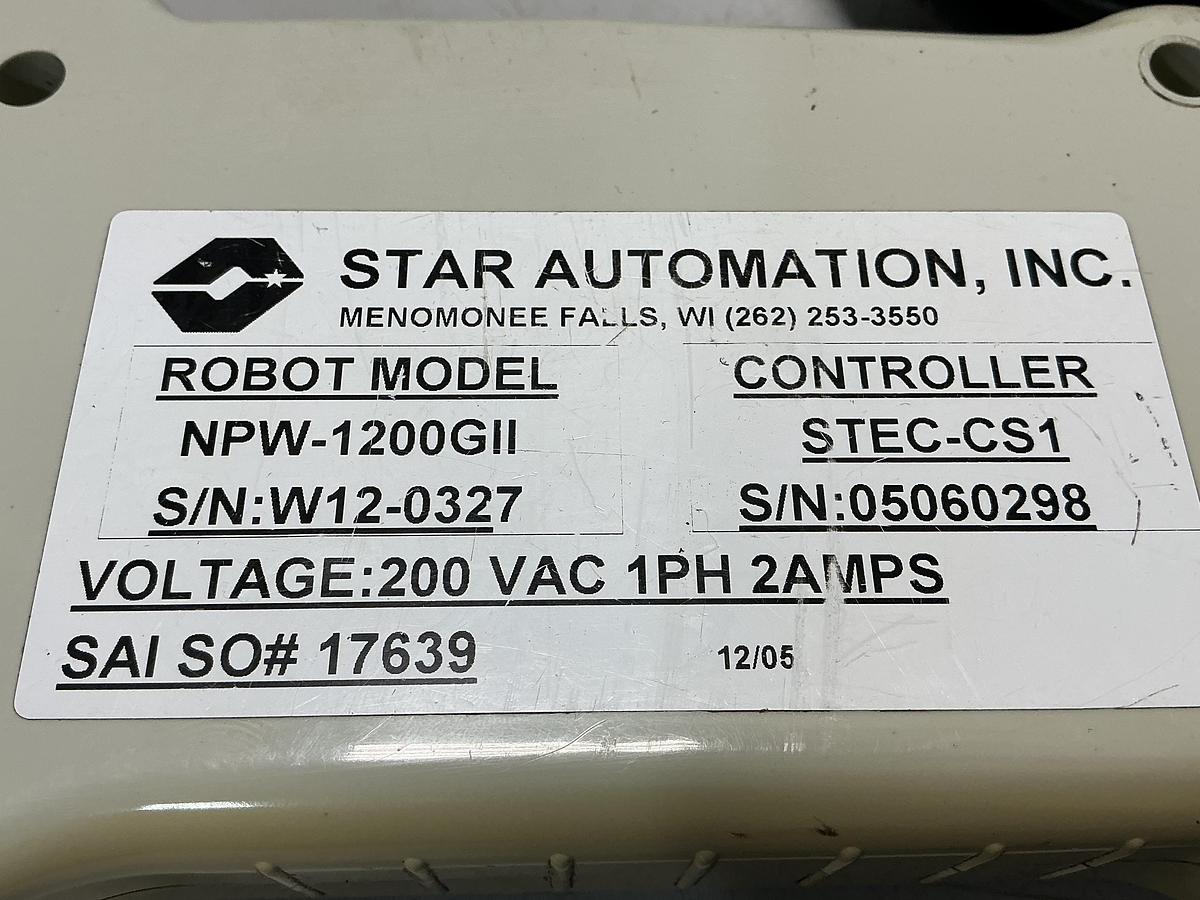 STAR AUTOMATION, INC.
MENOMONEE FALLS, WI (262) 253-3550
ROBOT MODEL
NPW-1200GII
S/N:W12-0327
CONTROLLER
STEC-CS1
S/N:05060298
VOLTAGE:200 VAC 1PH 2AMPS
SAI SO# 17639
12/05